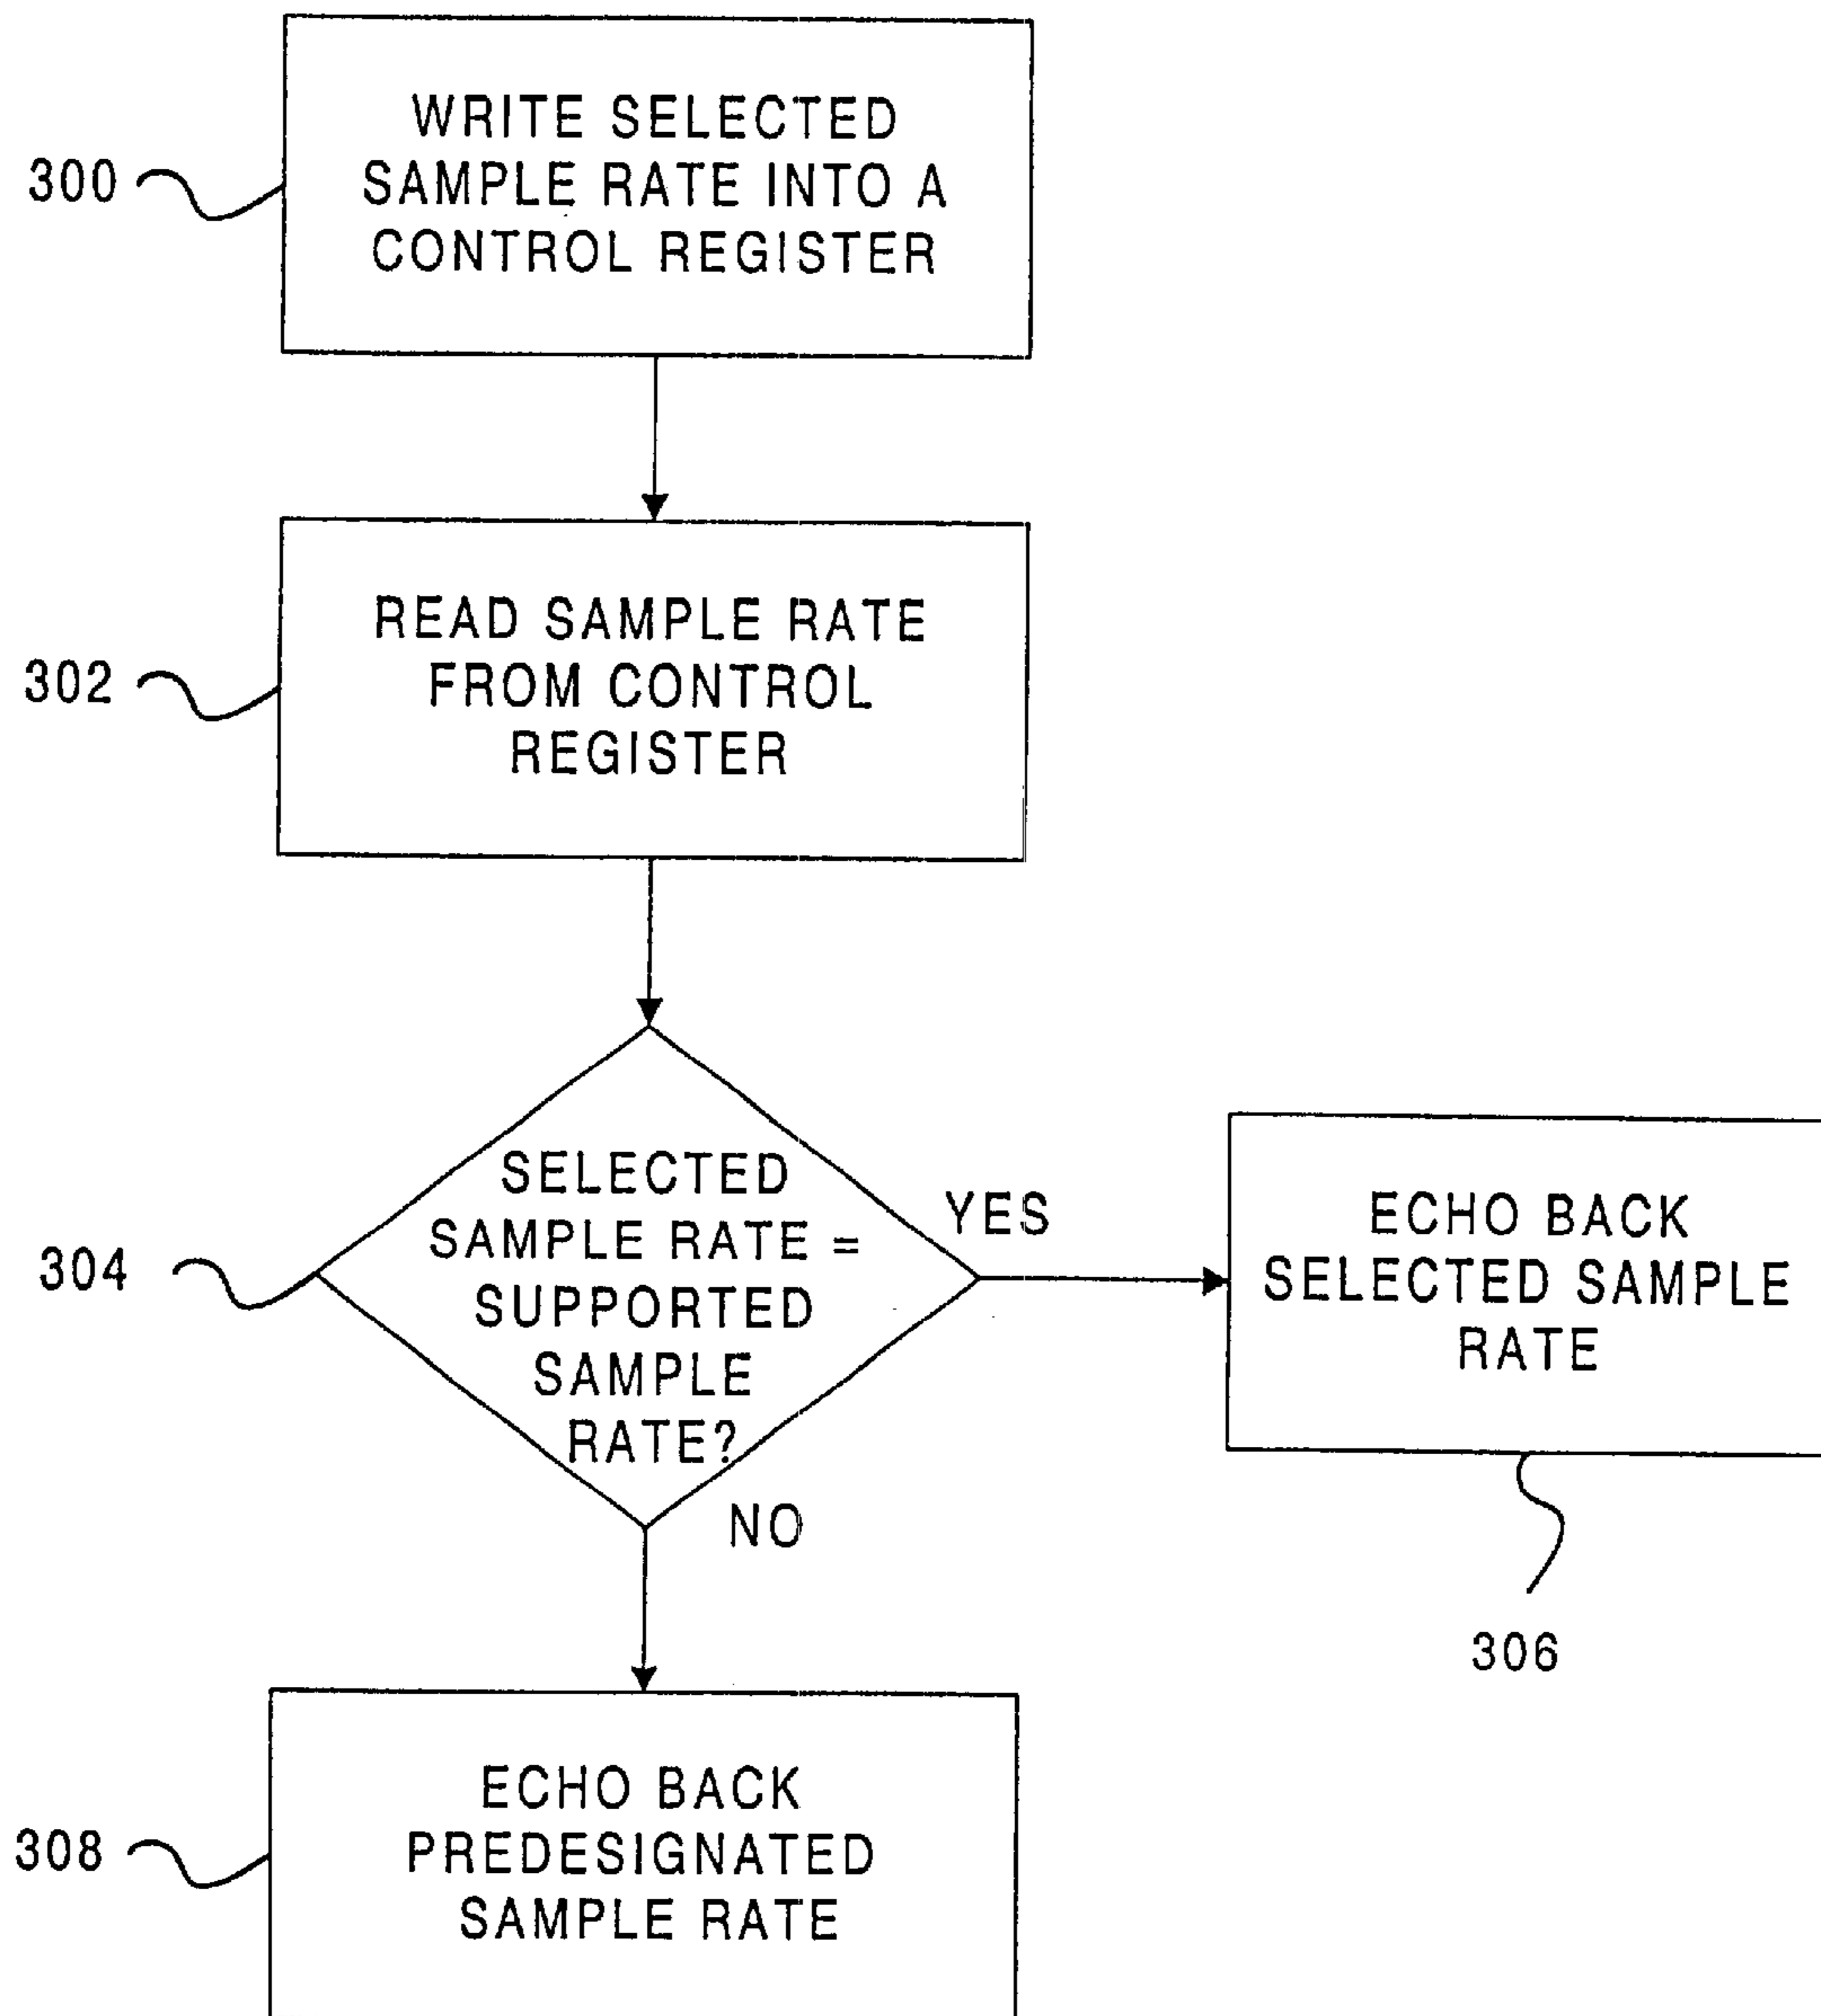 300
WRITE SELECTED
SAMPLE RATE INTO A
CONTROL REGISTER
302
READ SAMPLE RATE
FROM CONTROL
REGISTER
304
SELECTED
SAMPLE RATE =
SUPPORTED
SAMPLE
RATE?
YES
ECHO BACK
SELECTED SAMPLE
RATE
306
NO
308
ECHO BACK
PREDESIGNATED
SAMPLE RATE